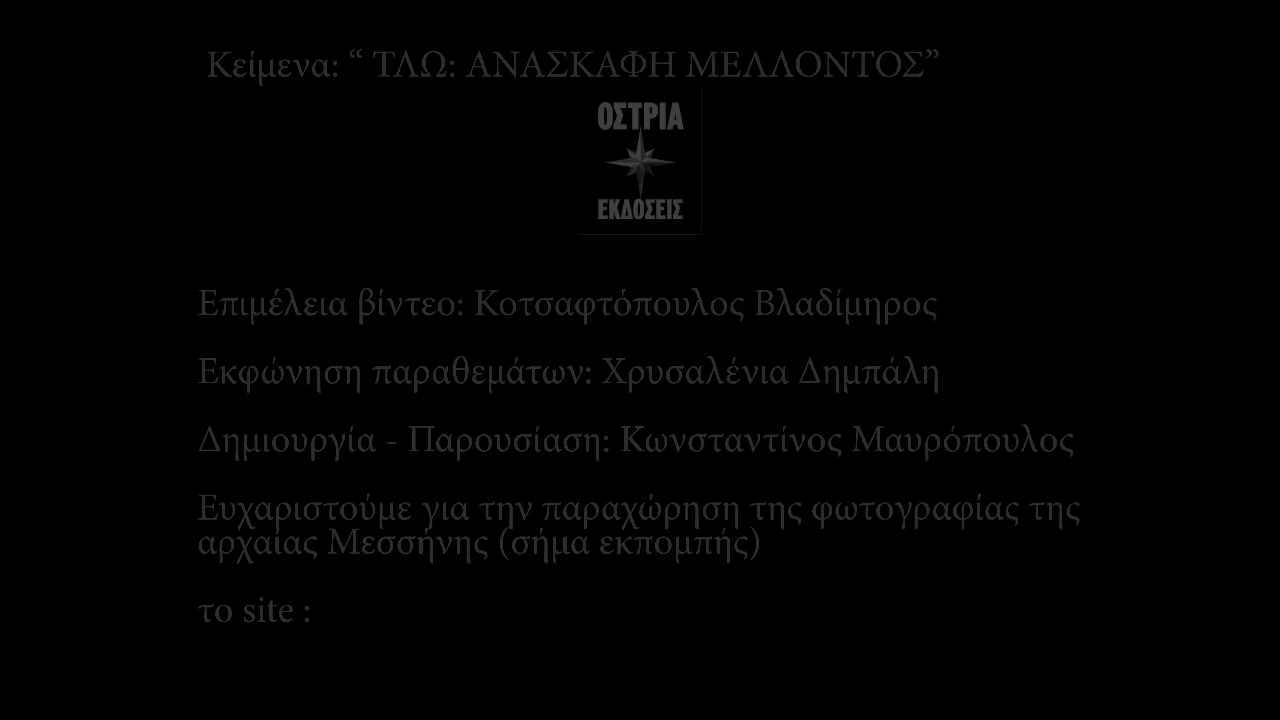 Κείμενα: “ ΤΛΩ: ΑΝΑΣΚΑΦΗ ΜΕΛΛΟΝΤΟΣ”
ΟΣΤΡΙΑ
ΕΚΔΟΣΕΙΣ
Επιμέλεια βίντεο: Κοτσαφτόπουλος Βλαδίμηρος
Εκφώνηση παραθεμάτων: Χρυσαλένια Δημπάλη
Δημιουργία - Παρουσίαση: Κωνσταντίνος Μαυρόπουλος
Ευχαριστούμε για την παραχώρηση της φωτογραφίας της
αρχαίας Μεσσήνης (σήμα εκπομπής)
το site :